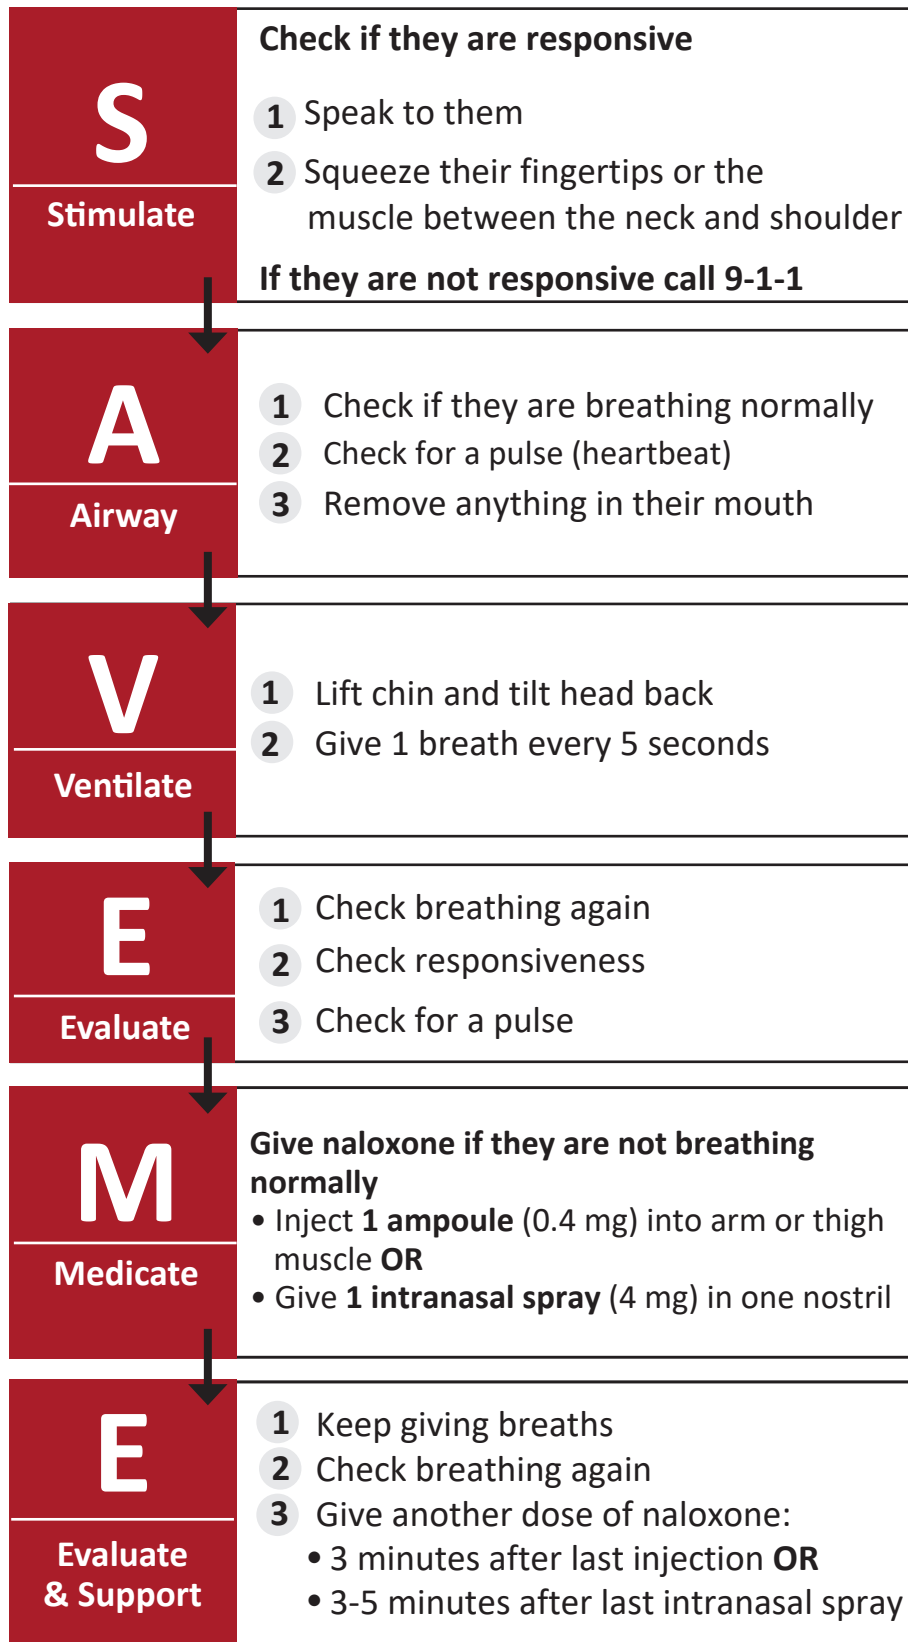 S
Stimulate
Check if they are responsive
1 Speak to them
2 Squeeze their fingertips or the
muscle between the neck and shoulder
If they are not responsive call 9-1-1
A
Airway
1 Check if they are breathing normally
2 Check for a pulse (heartbeat)
3 Remove anything in their mouth
V
Ventilate
1 Lift chin and tilt head back
2 Give 1 breath every 5 seconds
E
Evaluate
1 Check breathing again
2 Check responsiveness
3 Check for a pulse
M
Medicate
Give naloxone if they are not breathing
normally
• Inject 1 ampoule (0.4 mg) into arm or thigh
muscle OR
• Give 1 intranasal spray (4 mg) in one nostril
E
Evaluate
& Support
1 Keep giving breaths
2 Check breathing again
3 Give another dose of naloxone:
• 3 minutes after last injection OR
• 3-5 minutes after last intranasal spray